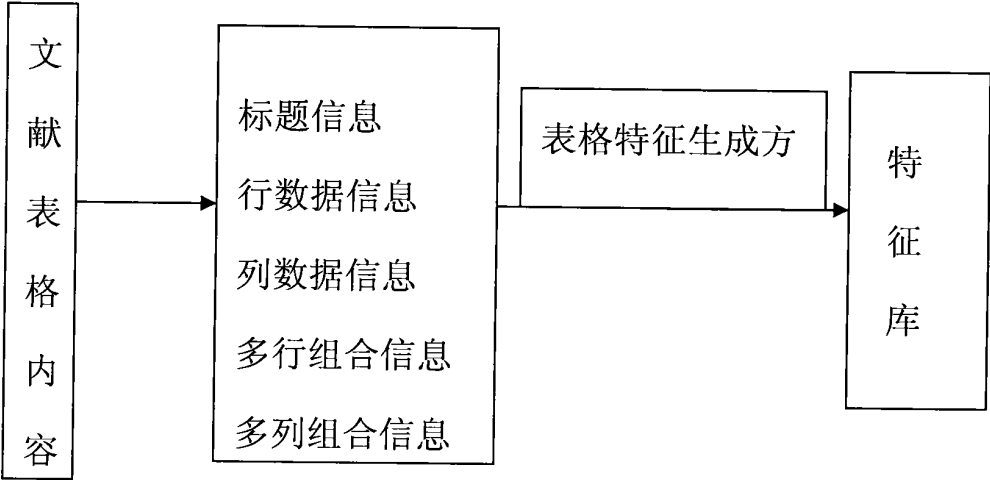 文献表格内容
标题信息
行数据信息
列数据信息
多行组合信息
多列组合信息
表格特征生成方
特征库